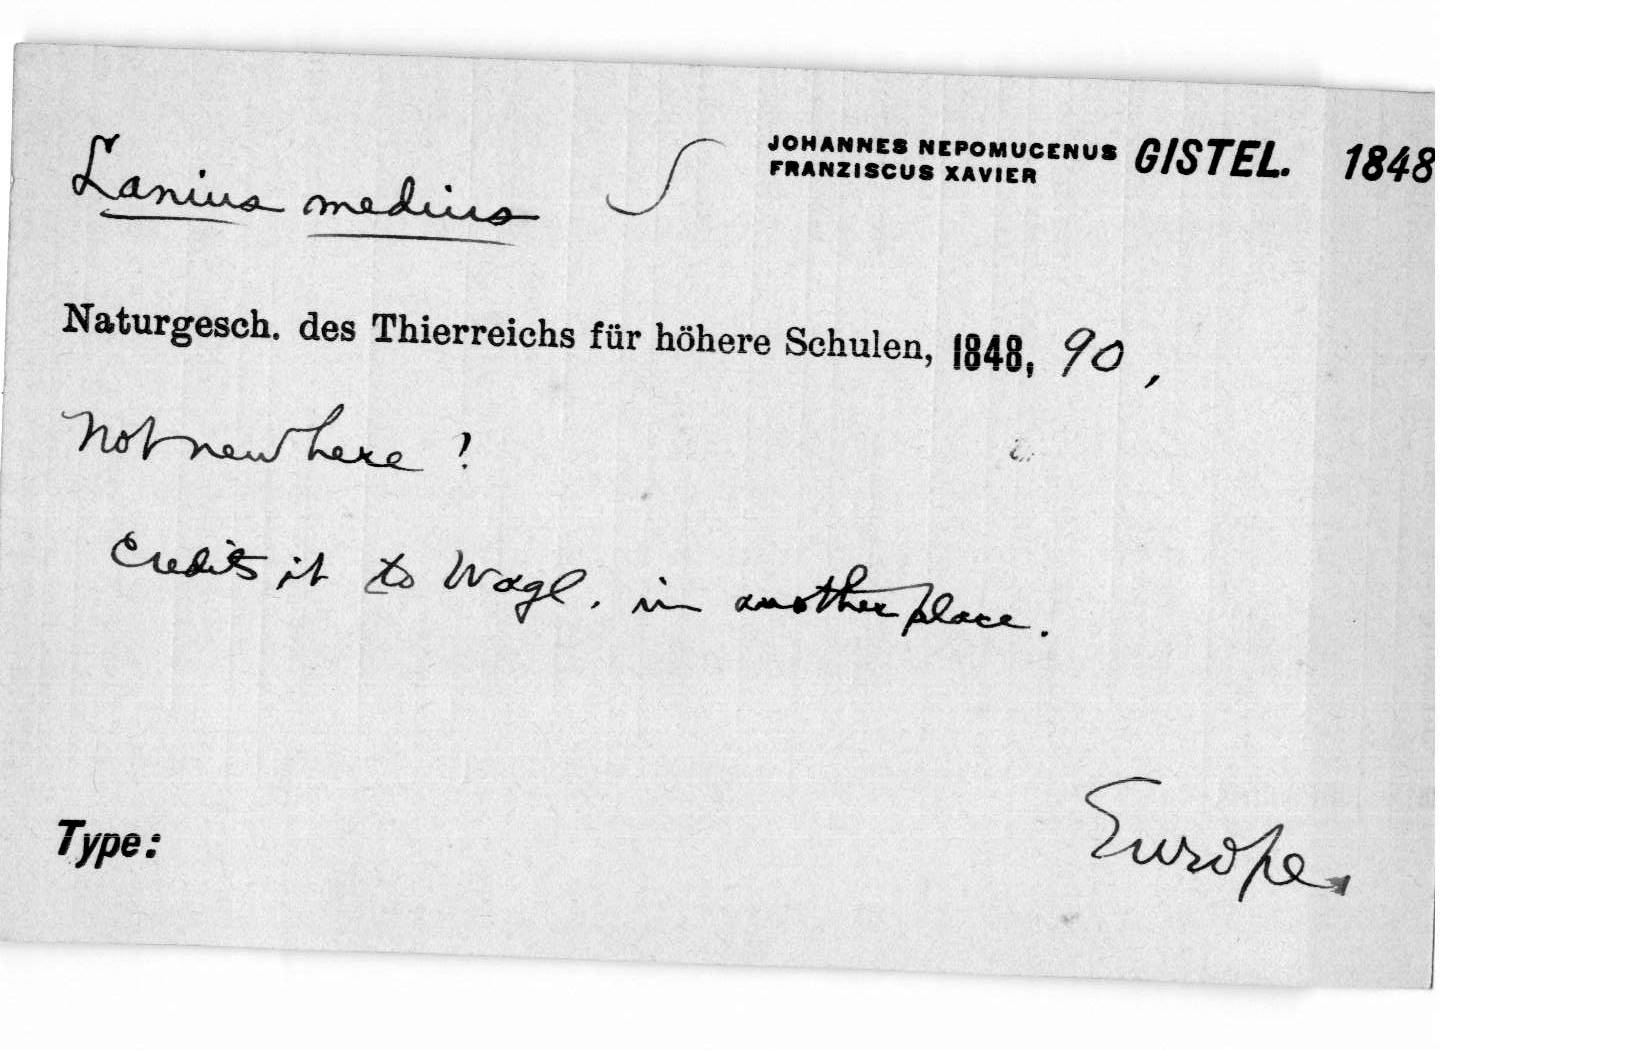 Lanius medius
JOHANNES NEPOMUCENUS FRANZISCUS XAVIER GISTEL. 1848
Naturgesch. des Thierreichs für höhere Schulen, 1848, 90,
Not new here?
Credits it to Wagl. in another place.
Europe.
Type: